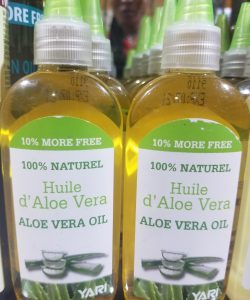 10% MORE FREE
100% NATUREL
Huile
d'Aloe Vera
ALOE VERA OIL
YARI
10% MORE FREE
100% NATUREL
Huile
d'Aloe Vera
ALOE VERA OIL
YARI